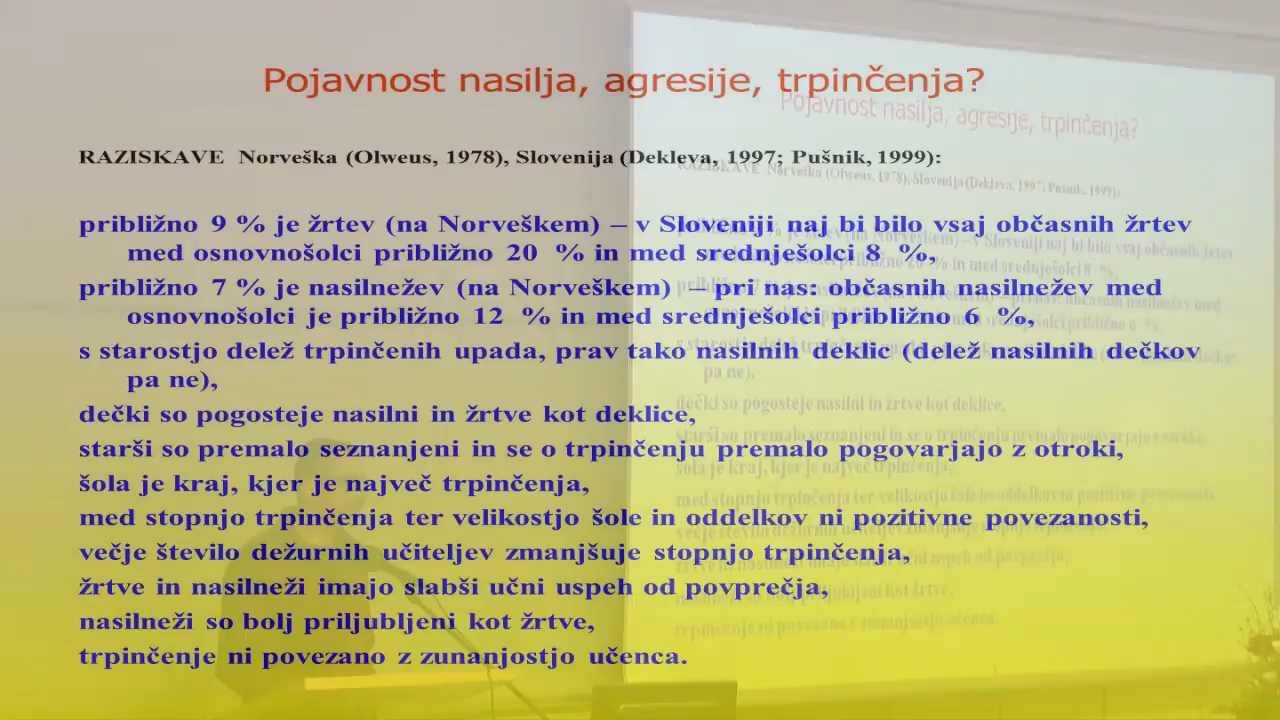 Pojavnost nasilja, agresije, trpinčenja?
RAZISKAVE Norveška (Olweus, 1978), Slovenija (Dekleva, 1997; Pušnik, 1999):
približno 9 % je žrtev (na Norveškem) – v Sloveniji naj bi bilo vsaj občasnih žrtev
med osnovnošolci približno 20 % in med srednješolci 8 %,
približno 7 % je nasilnežev (na Norveškem) – pri nas: občasnih nasilnežev med
osnovnošolci je približno 12 % in med srednješolci približno 6 %,
s starostjo delež trpinčenih upada, prav tako nasilnih deklic (delež nasilnih dečkov
pa ne),
dečki so pogosteje nasilni in žrtve kot deklice,
starši so premalo seznanjeni in se o trpinčenju premalo pogovarjajo z otroki,
šola je kraj, kjer je največ trpinčenja,
med stopnjo trpinčenja ter velikostjo šole in oddelkov ni pozitivne povezanosti,
večje število dežurnih učiteljev zmanjšuje stopnjo trpinčenja,
žrtve in nasilneži imajo slabši učni uspeh od povprečja,
nasilneži so bolj priljubljeni kot žrtve,
trpinčenje ni povezano z zunanjostjo učenca.
Pojavnost nasilja, agresije, trpinčenja?